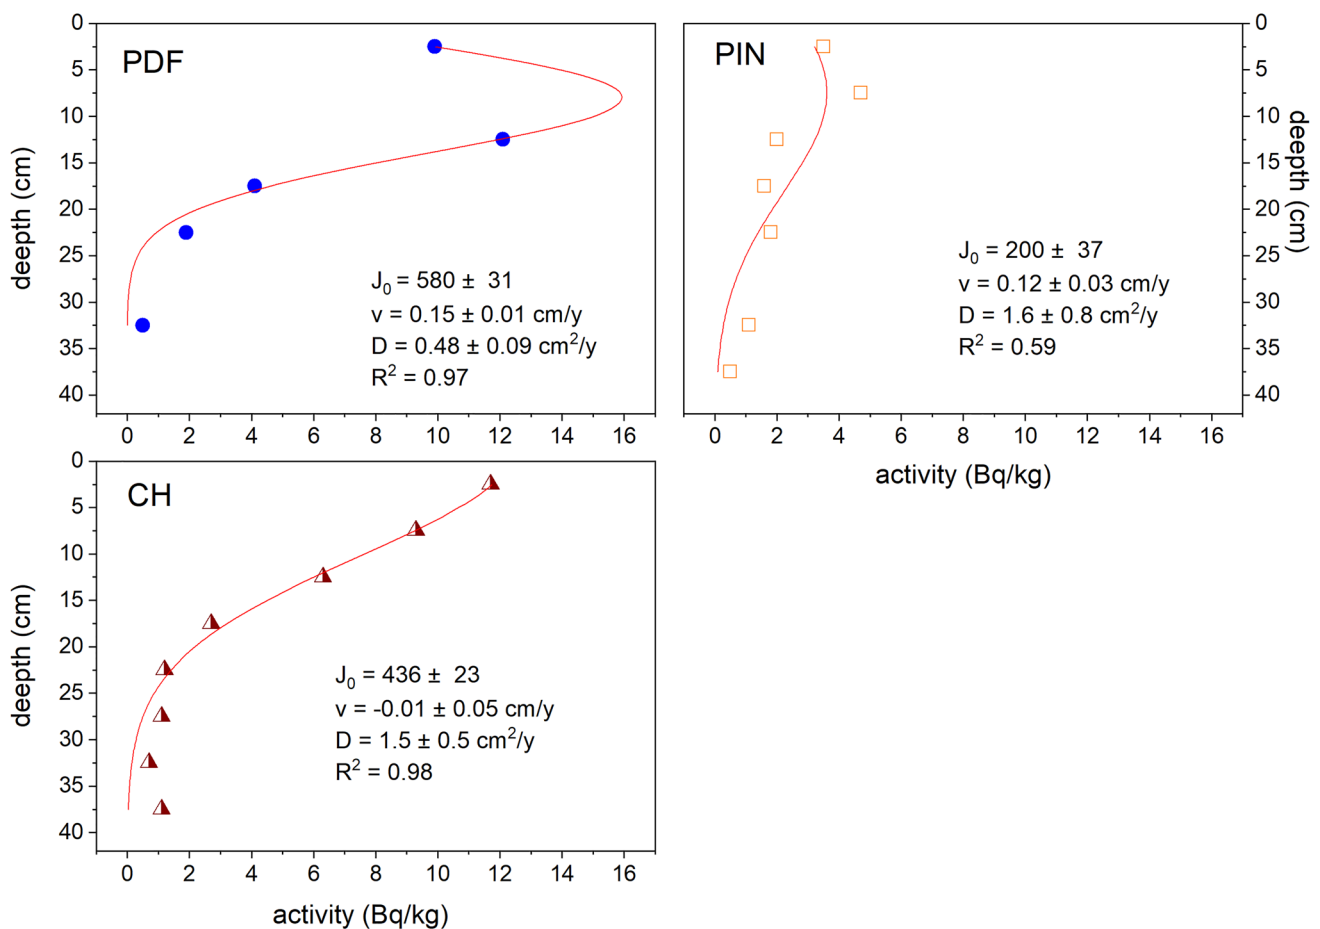 PDF
0
5
10
15
20
25
30
35
40
deepth (cm)
J0 = 580 ± 31
v = 0.15 ± 0.01 cm/y
D = 0.48 ± 0.09 cm²/y
R² = 0.97
0 2 4 6 8 10 12 14 16
PIN
0
5
10
15
20
25
30
35
40
deepth (cm)
J0 = 200 ± 37
v = 0.12 ± 0.03 cm/y
D = 1.6 ± 0.8 cm²/y
R² = 0.59
0 2 4 6 8 10 12 14 16
activity (Bq/kg)
CH
0
5
10
15
20
25
30
35
40
deepth (cm)
J0 = 436 ± 23
v = -0.01 ± 0.05 cm/y
D = 1.5 ± 0.5 cm²/y
R² = 0.98
0 2 4 6 8 10 12 14 16
activity (Bq/kg)